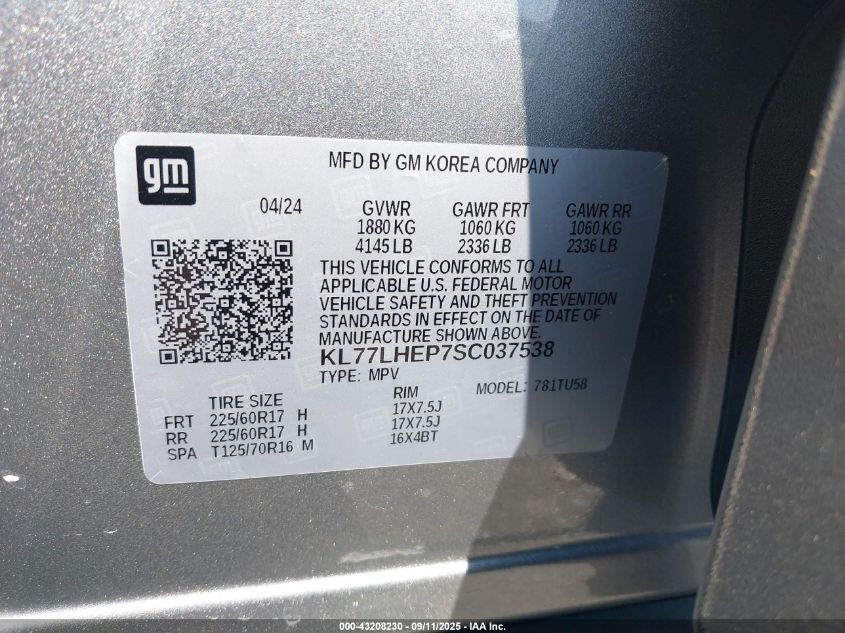 gm
MFD BY GM KOREA COMPANY
04/24 GVWR GAWR FRT GAWR RR
1880 KG 1060 KG 1060 KG
4145 LB 2336 LB 2336 LB
THIS VEHICLE CONFORMS TO ALL
APPLICABLE U.S. FEDERAL MOTOR
VEHICLE SAFETY AND THEFT PREVENTION
STANDARDS IN EFFECT ON THE DATE OF
MANUFACTURE SHOWN ABOVE.
KL77LHEP7SC037538
TYPE: MPV MODEL: 781TU58
TIRE SIZE RIM
FRT 225/60R17 H 17X7.5J
RR 225/60R17 H 17X7.5J
SPA T125/70R16 M 16X4BT
000-43208230 - 09/11/2025 - IAA Inc.